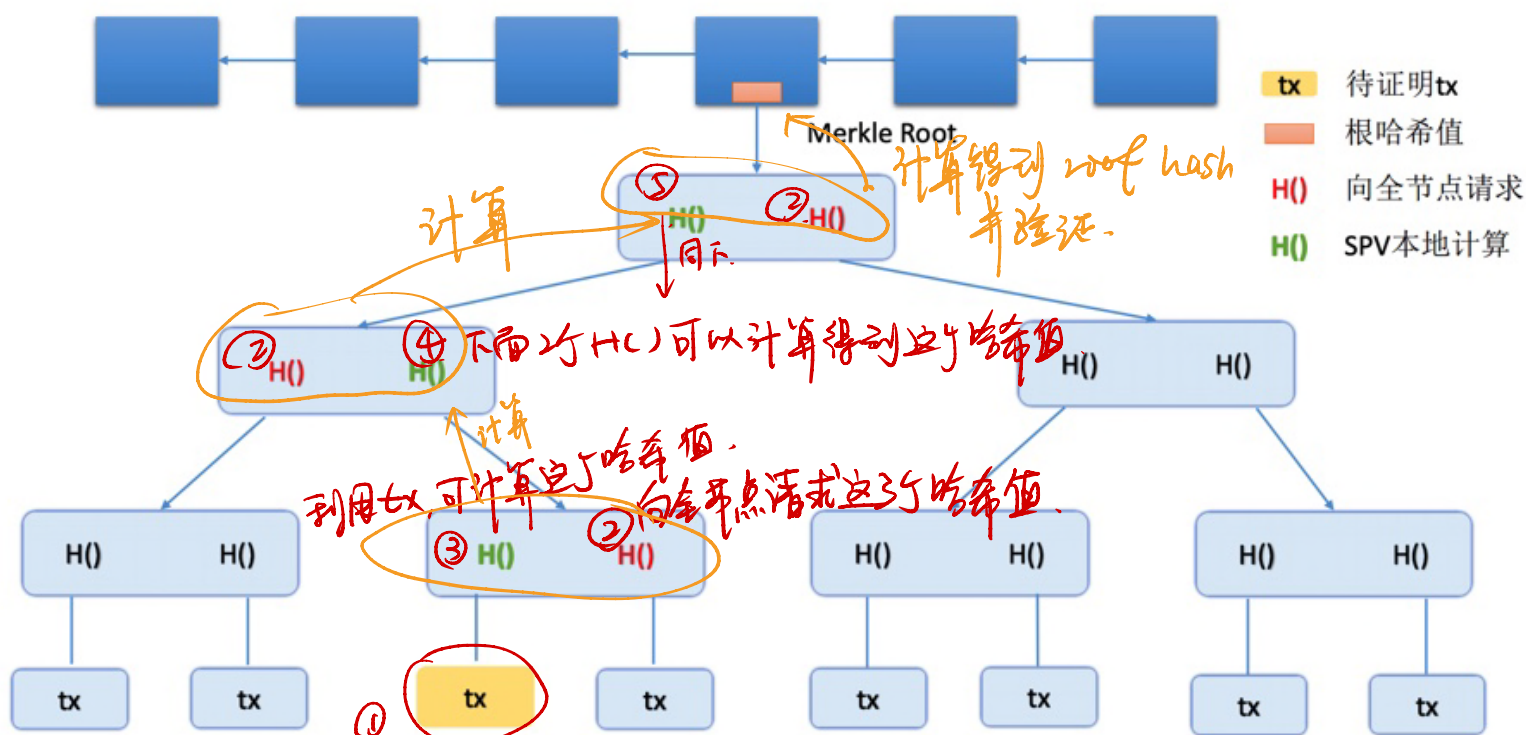 Merkle Root
tx 待证明tx
根哈希值
H() 向全节点请求
H() SPV本地计算
计算得到 root hash
并验证.
计算
⑤ H() ② H()
同下
② H() ④ H()
下面2个H()可以计算得到这个哈希值.
H() H()
计算
利用tx,可计算这个哈希值.
向全节点请求这3个哈希值.
H() H()
③ H() ② H()
H() H()
H() H()
① tx tx tx tx tx tx tx tx